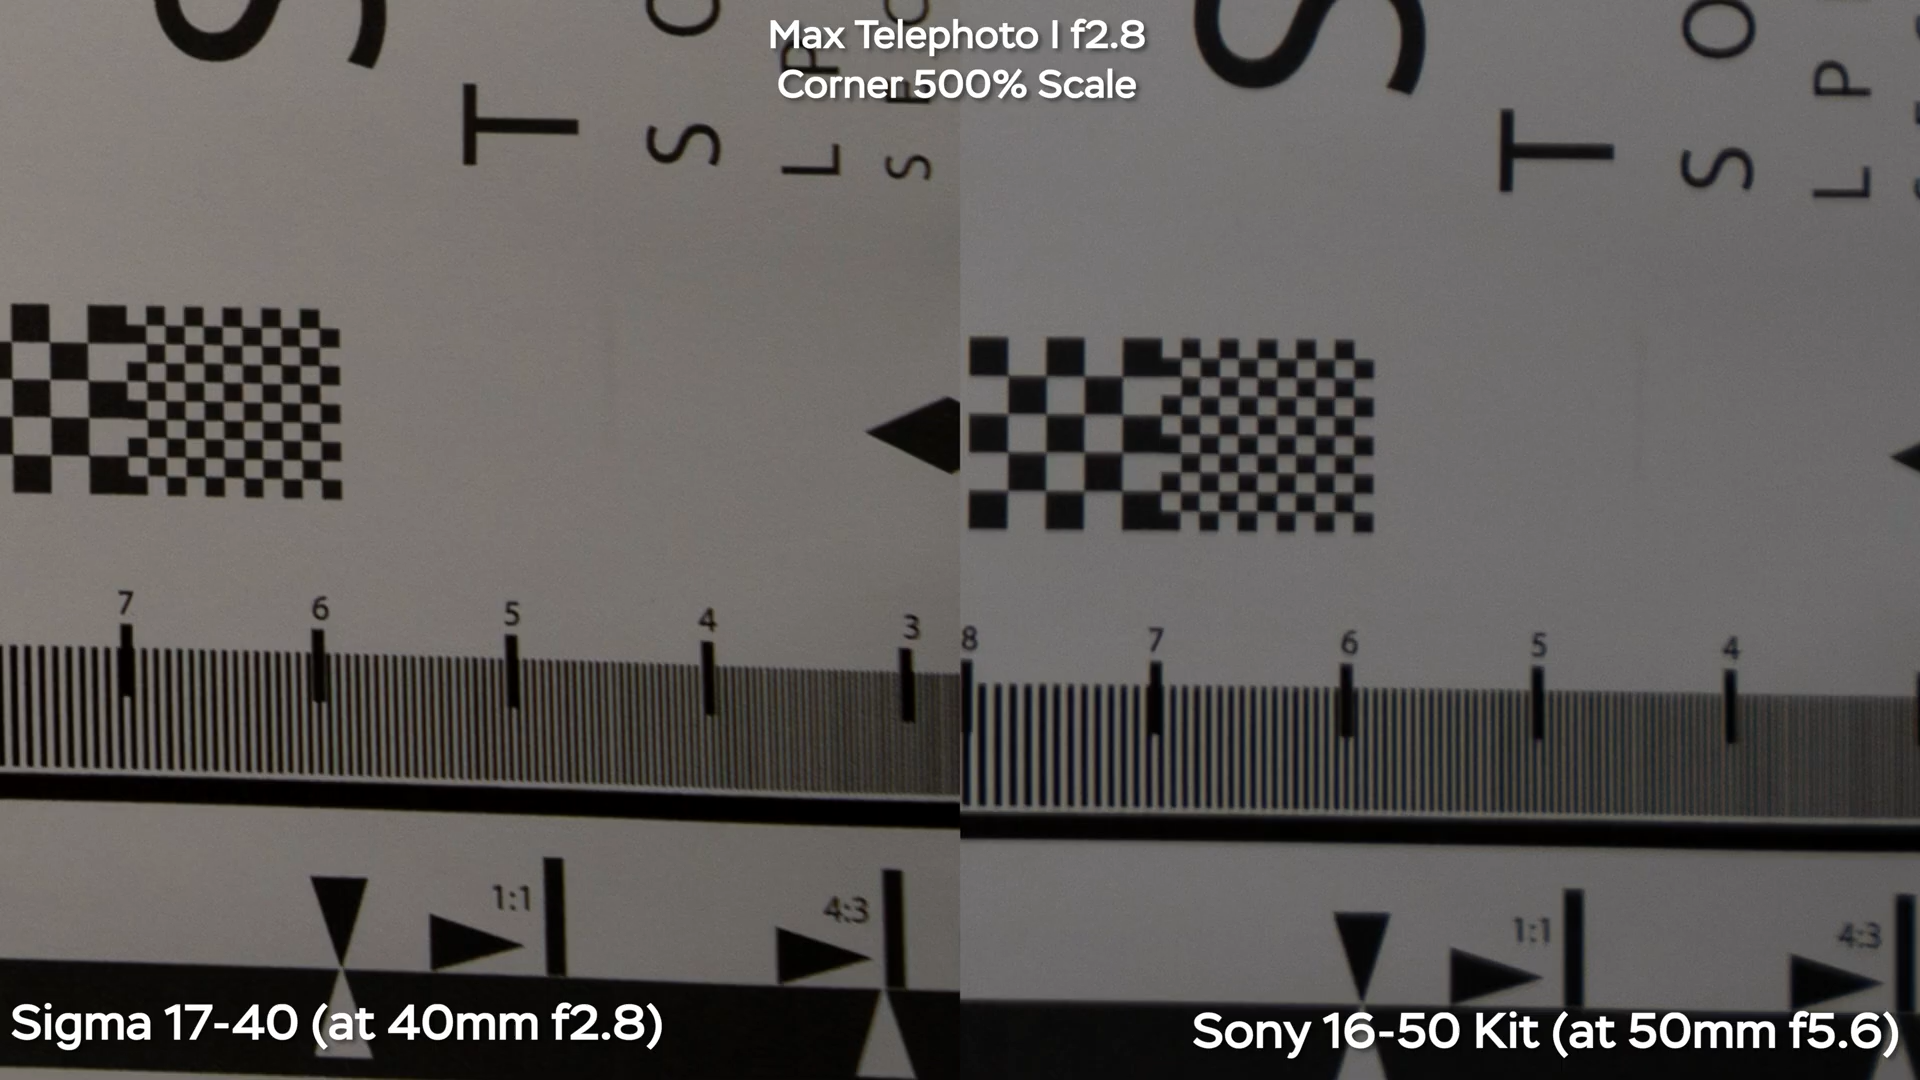 Max Telephoto | f2.8
Corner 500% Scale
S
T
S O
L P
S F O
S
T
S O
L P
7 6 5 4 3
8 7 6 5 4
1:1 4:3
1:1 4:3
Sigma 17-40 (at 40mm f2.8)
Sony 16-50 Kit (at 50mm f5.6)